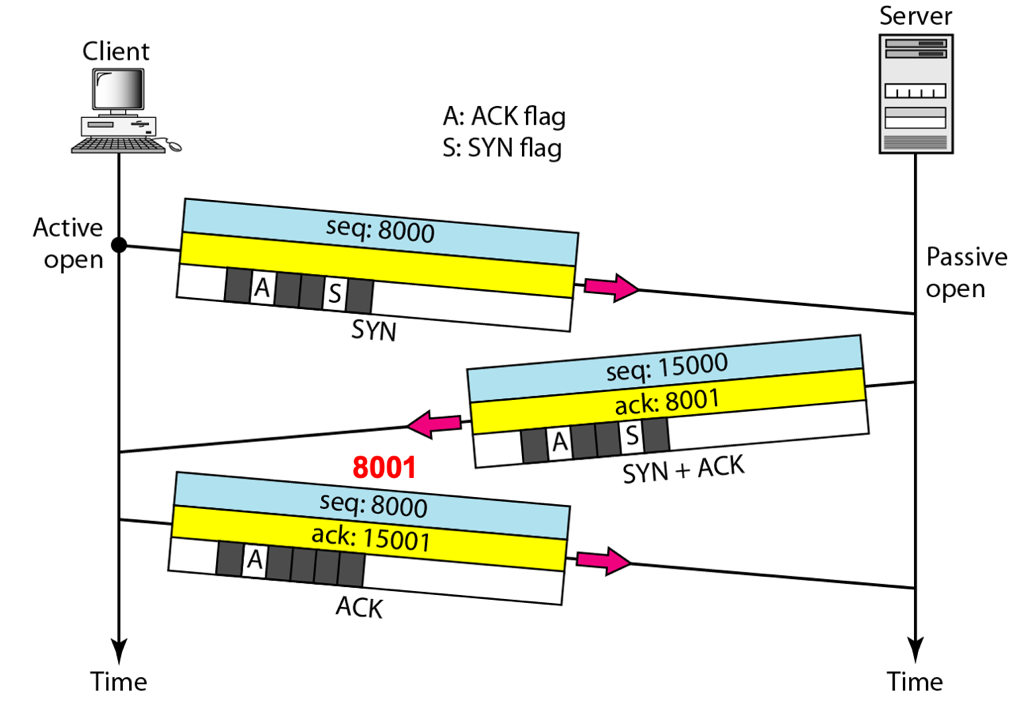 Client
Server
A: ACK flag
S: SYN flag
Active
open
seq: 8000
A
S
SYN
Passive
open
seq: 15000
ack: 8001
A
S
SYN + ACK
8001
seq: 8000
ack: 15001
A
ACK
Time
Time